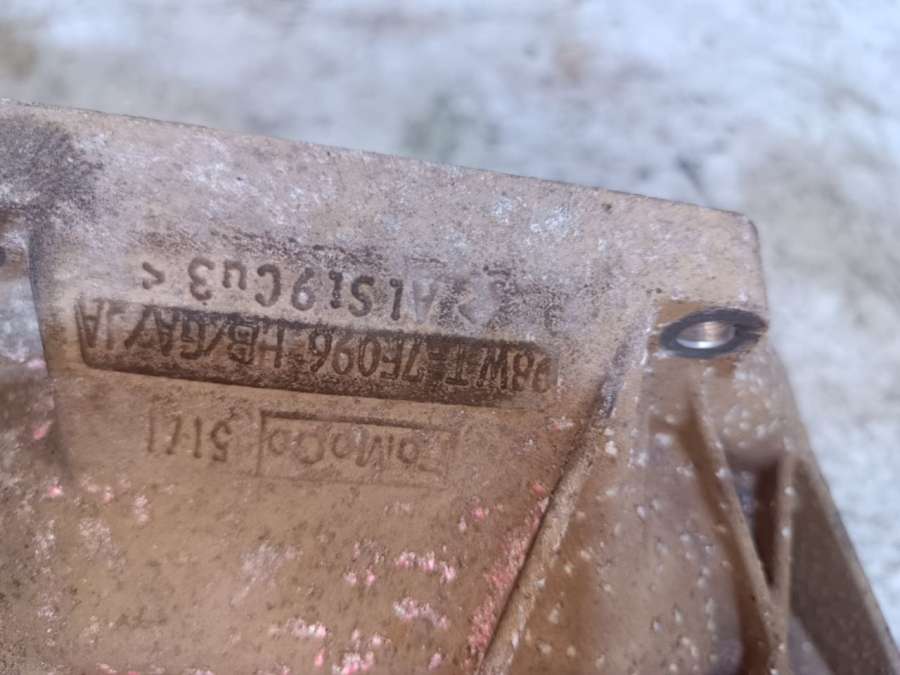 FoMoCo
98WT-7F096-HB/GA/JA
>AlSi9Cu3<